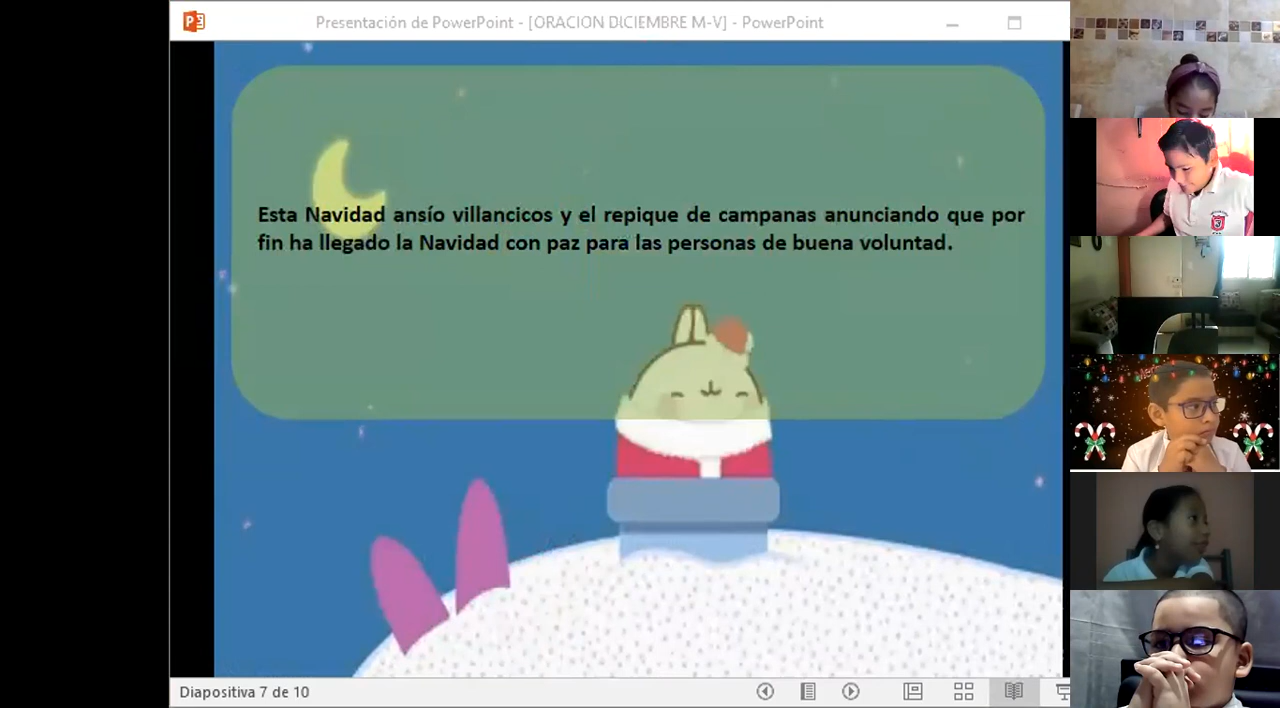 Presentación de PowerPoint - [ORACION DICIEMBRE M-V] - PowerPoint
Esta Navidad ansío villancicos y el repique de campanas anunciando que por
fin ha llegado la Navidad con paz para las personas de buena voluntad.
Diapositiva 7 de 10